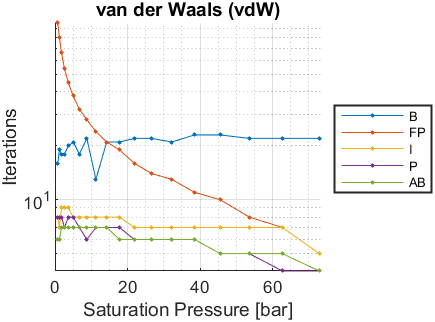 van der Waals (vdW)
Iterations
10¹
0 20 40 60
Saturation Pressure [bar]
B
FP
I
P
AB